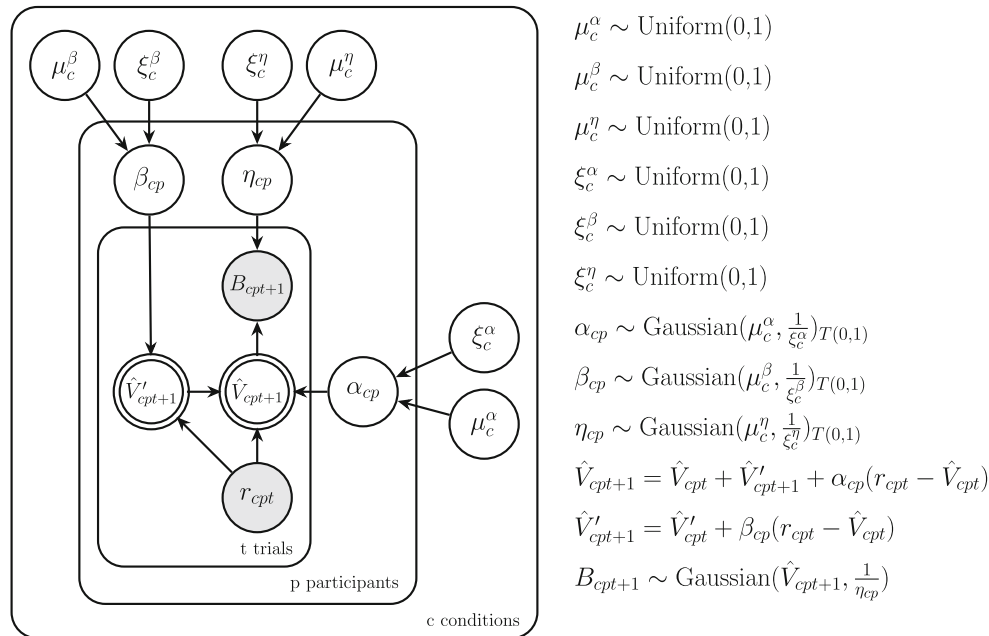 μ_c^β ξ_c^β ξ_c^η μ_c^η
β_cp η_cp
B_cpt+1
ξ_c^α
V̂′_cpt+1 V̂_cpt+1 α_cp
μ_c^α
r_cpt
t trials
p participants
c conditions
μ_c^α ∼ Uniform(0,1)
μ_c^β ∼ Uniform(0,1)
μ_c^η ∼ Uniform(0,1)
ξ_c^α ∼ Uniform(0,1)
ξ_c^β ∼ Uniform(0,1)
ξ_c^η ∼ Uniform(0,1)
α_cp ∼ Gaussian(μ_c^α, 1/ξ_c^α)_T(0,1)
β_cp ∼ Gaussian(μ_c^β, 1/ξ_c^β)_T(0,1)
η_cp ∼ Gaussian(μ_c^η, 1/ξ_c^η)_T(0,1)
V̂_cpt+1 = V̂_cpt + V̂′_cpt+1 + α_cp(r_cpt − V̂_cpt)
V̂′_cpt+1 = V̂′_cpt + β_cp(r_cpt − V̂_cpt)
B_cpt+1 ∼ Gaussian(V̂_cpt+1, 1/η_cp)